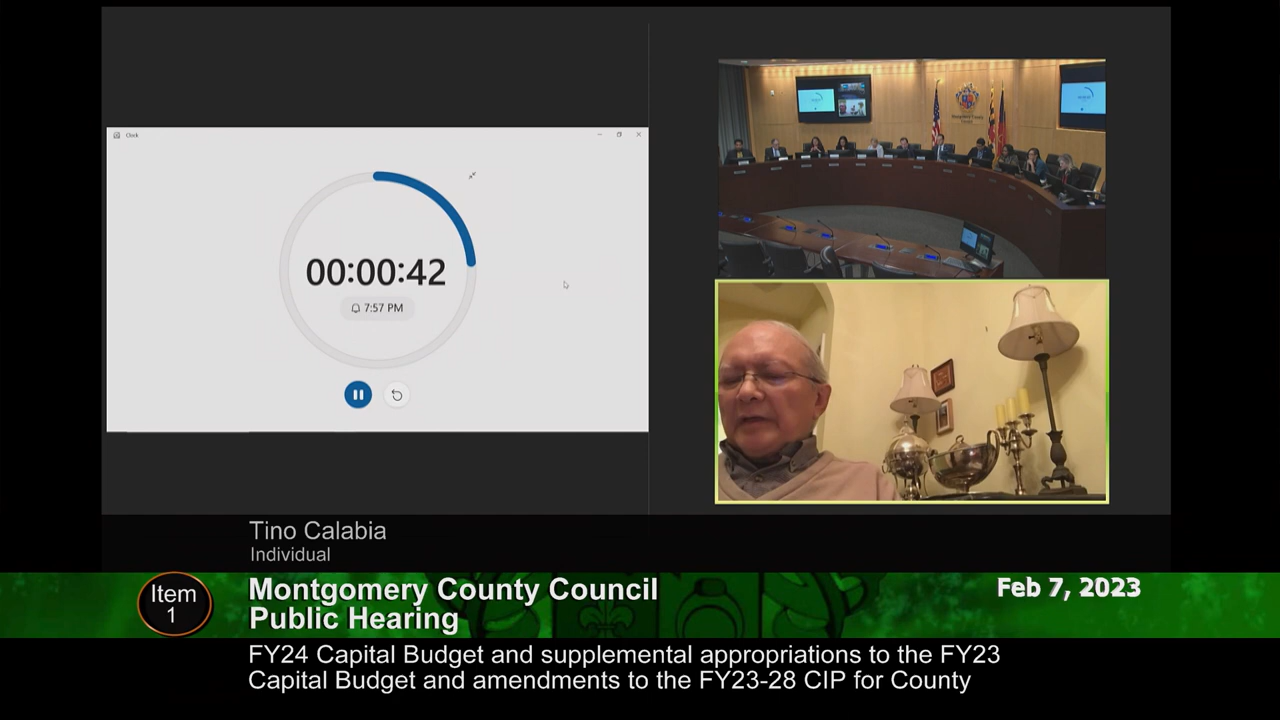 Clock
00:00:42
7:57 PM
Tino Calabia
Individual
Item
1
Montgomery County Council
Public Hearing
Feb 7, 2023
FY24 Capital Budget and supplemental appropriations to the FY23
Capital Budget and amendments to the FY23-28 CIP for County